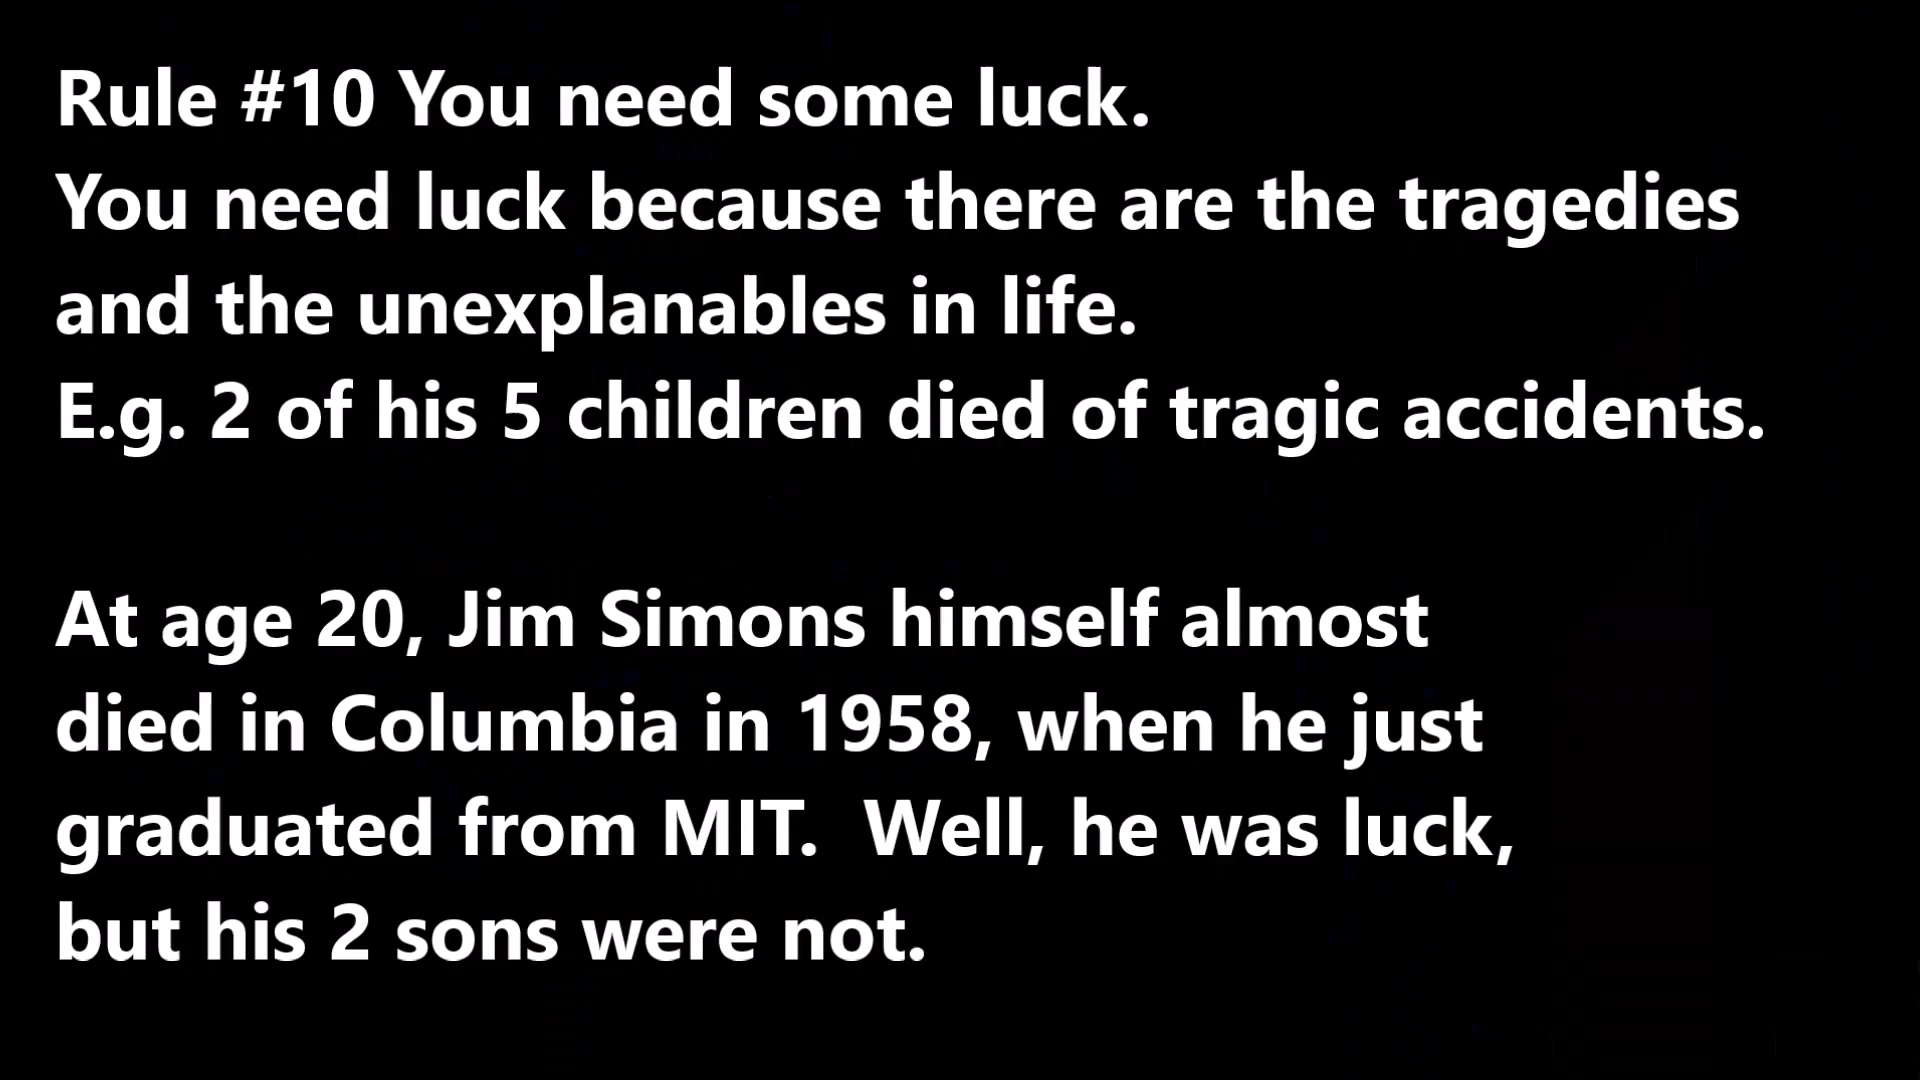 Rule #10 You need some luck.
You need luck because there are the tragedies
and the unexplanables in life.
E.g. 2 of his 5 children died of tragic accidents.
At age 20, Jim Simons himself almost
died in Columbia in 1958, when he just
graduated from MIT.  Well, he was luck,
but his 2 sons were not.